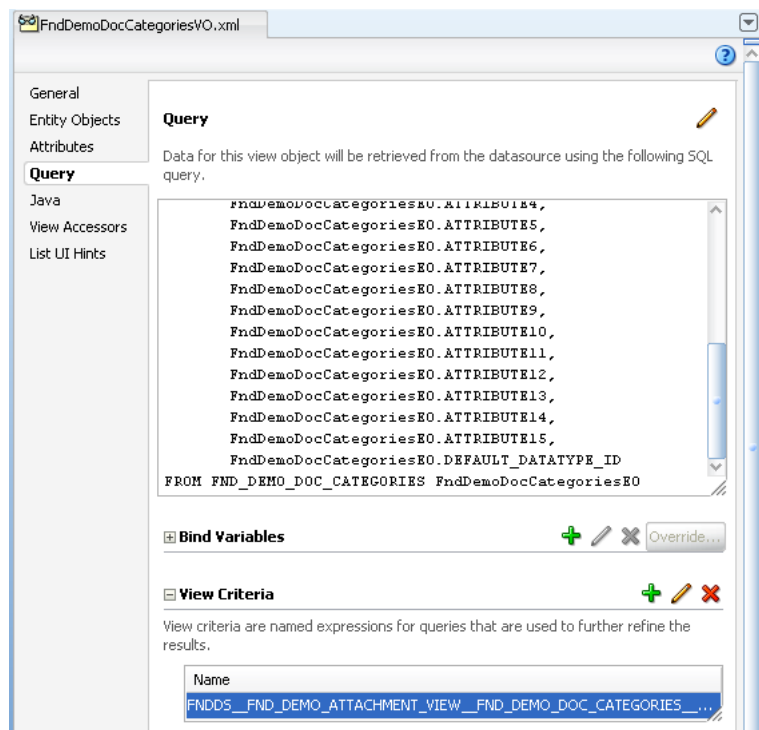 FndDemoDocCategoriesVO.xml
General
Entity Objects
Attributes
Query
Java
View Accessors
List UI Hints
Query
Data for this view object will be retrieved from the datasource using the following SQL
query.
FndDemoDocCategoriesEO.ATTRIBUTE4,
FndDemoDocCategoriesEO.ATTRIBUTE5,
FndDemoDocCategoriesEO.ATTRIBUTE6,
FndDemoDocCategoriesEO.ATTRIBUTE7,
FndDemoDocCategoriesEO.ATTRIBUTE8,
FndDemoDocCategoriesEO.ATTRIBUTE9,
FndDemoDocCategoriesEO.ATTRIBUTE10,
FndDemoDocCategoriesEO.ATTRIBUTE11,
FndDemoDocCategoriesEO.ATTRIBUTE12,
FndDemoDocCategoriesEO.ATTRIBUTE13,
FndDemoDocCategoriesEO.ATTRIBUTE14,
FndDemoDocCategoriesEO.ATTRIBUTE15,
FndDemoDocCategoriesEO.DEFAULT_DATATYPE_ID
FROM FND_DEMO_DOC_CATEGORIES FndDemoDocCategoriesEO
Bind Variables
Override...
View Criteria
View criteria are named expressions for queries that are used to further refine the
results.
Name
FNDDS__FND_DEMO_ATTACHMENT_VIEW__FND_DEMO_DOC_CATEGORIES__...